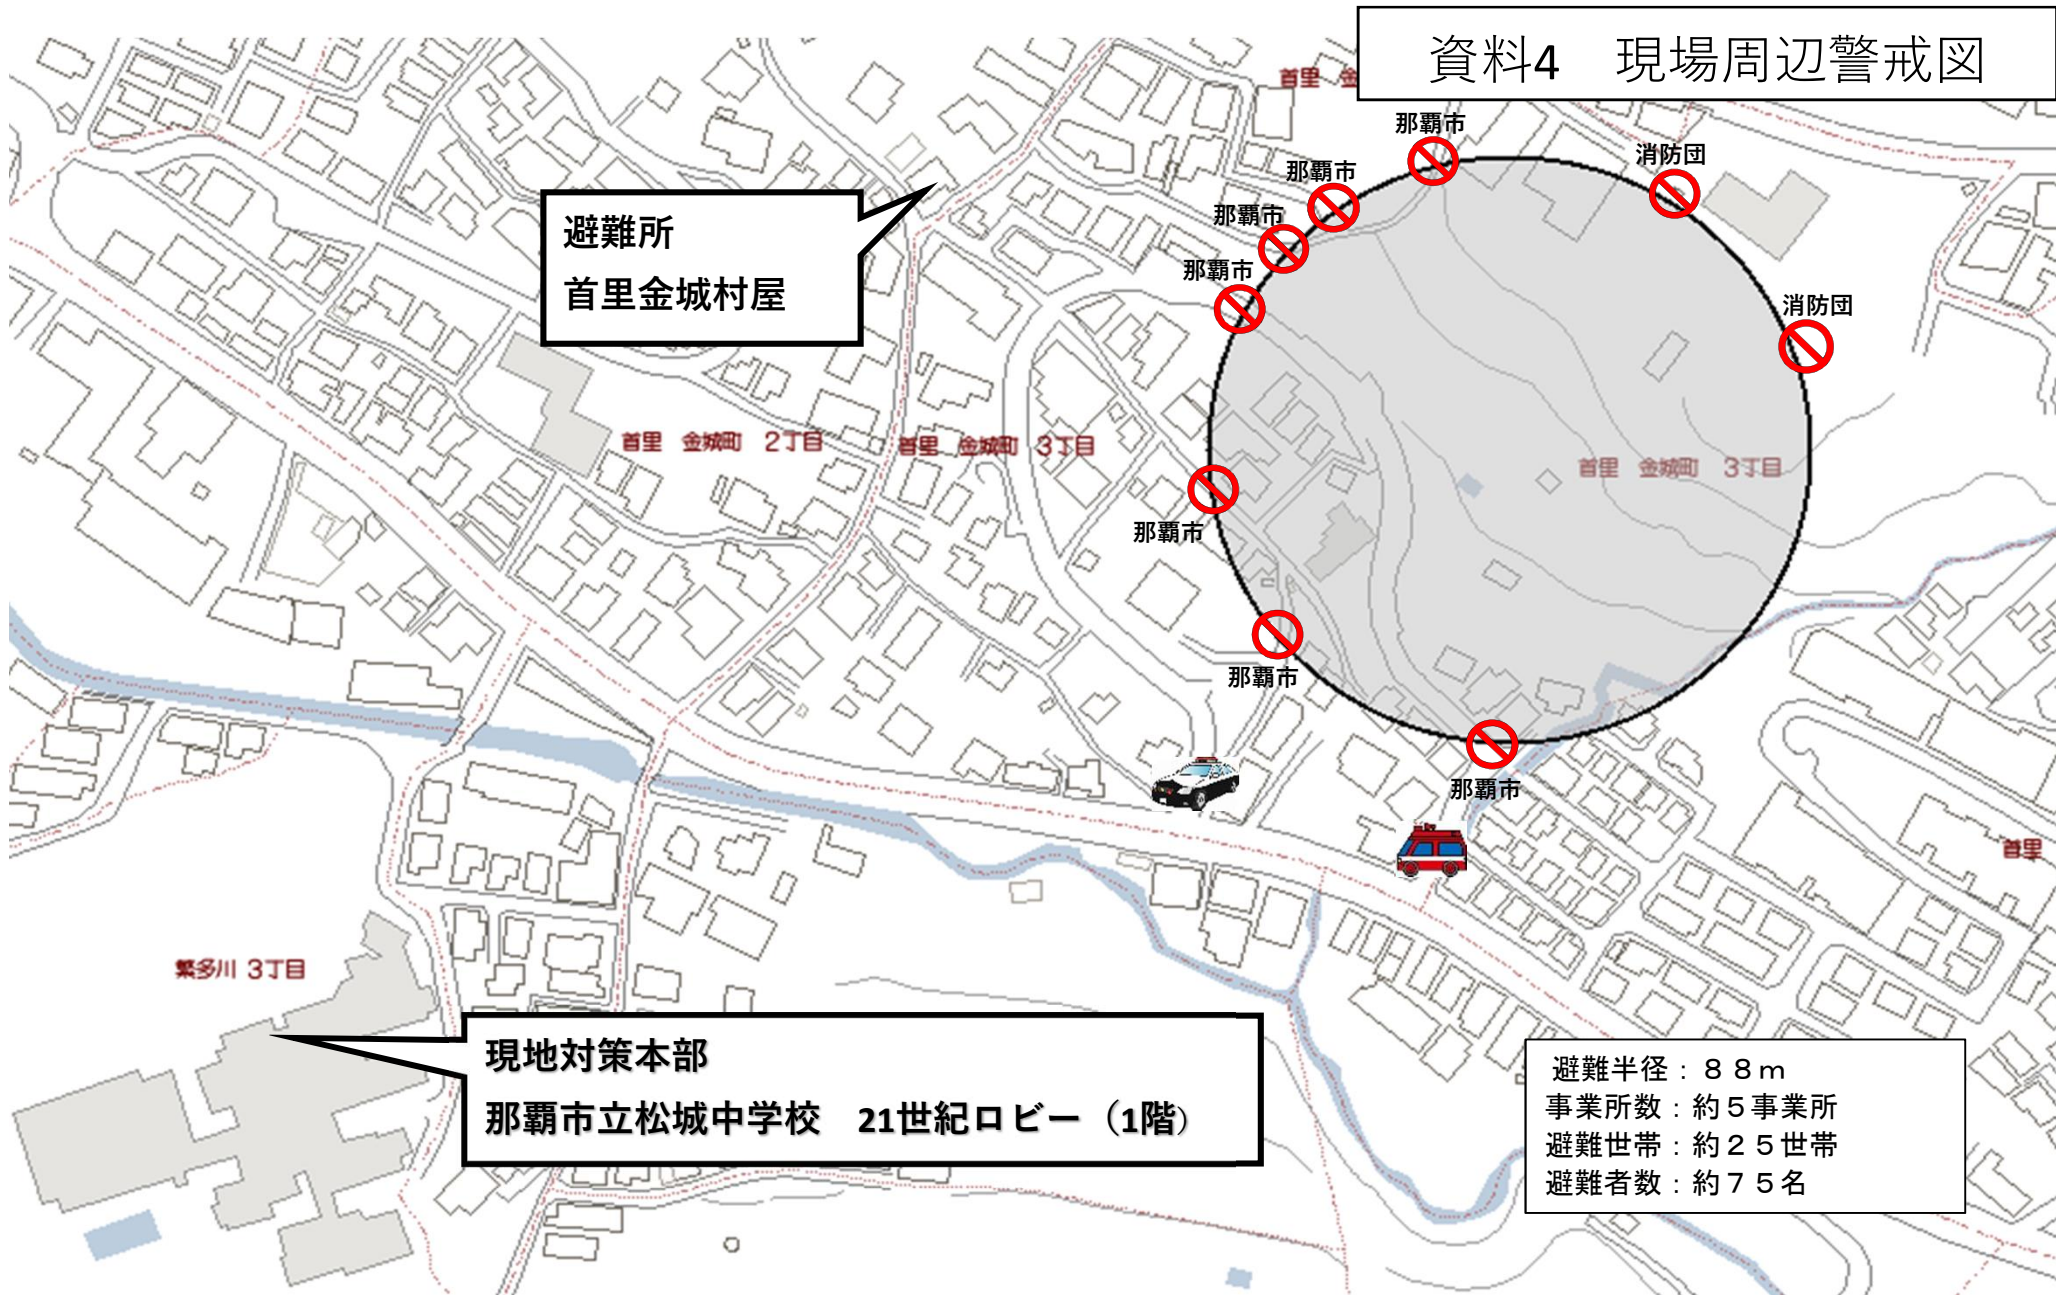 資料4　現場周辺警戒図
首里 金
那覇市
消防団
那覇市
那覇市
那覇市
消防団
避難所
首里金城村屋
首里 金城町 2丁目
首里 金城町 3丁目
首里 金城町 3丁目
那覇市
那覇市
那覇市
首里
繁多川 3丁目
現地対策本部
那覇市立松城中学校　21世紀ロビー（1階）
避難半径：８８ｍ
事業所数：約５事業所
避難世帯：約２５世帯
避難者数：約７５名